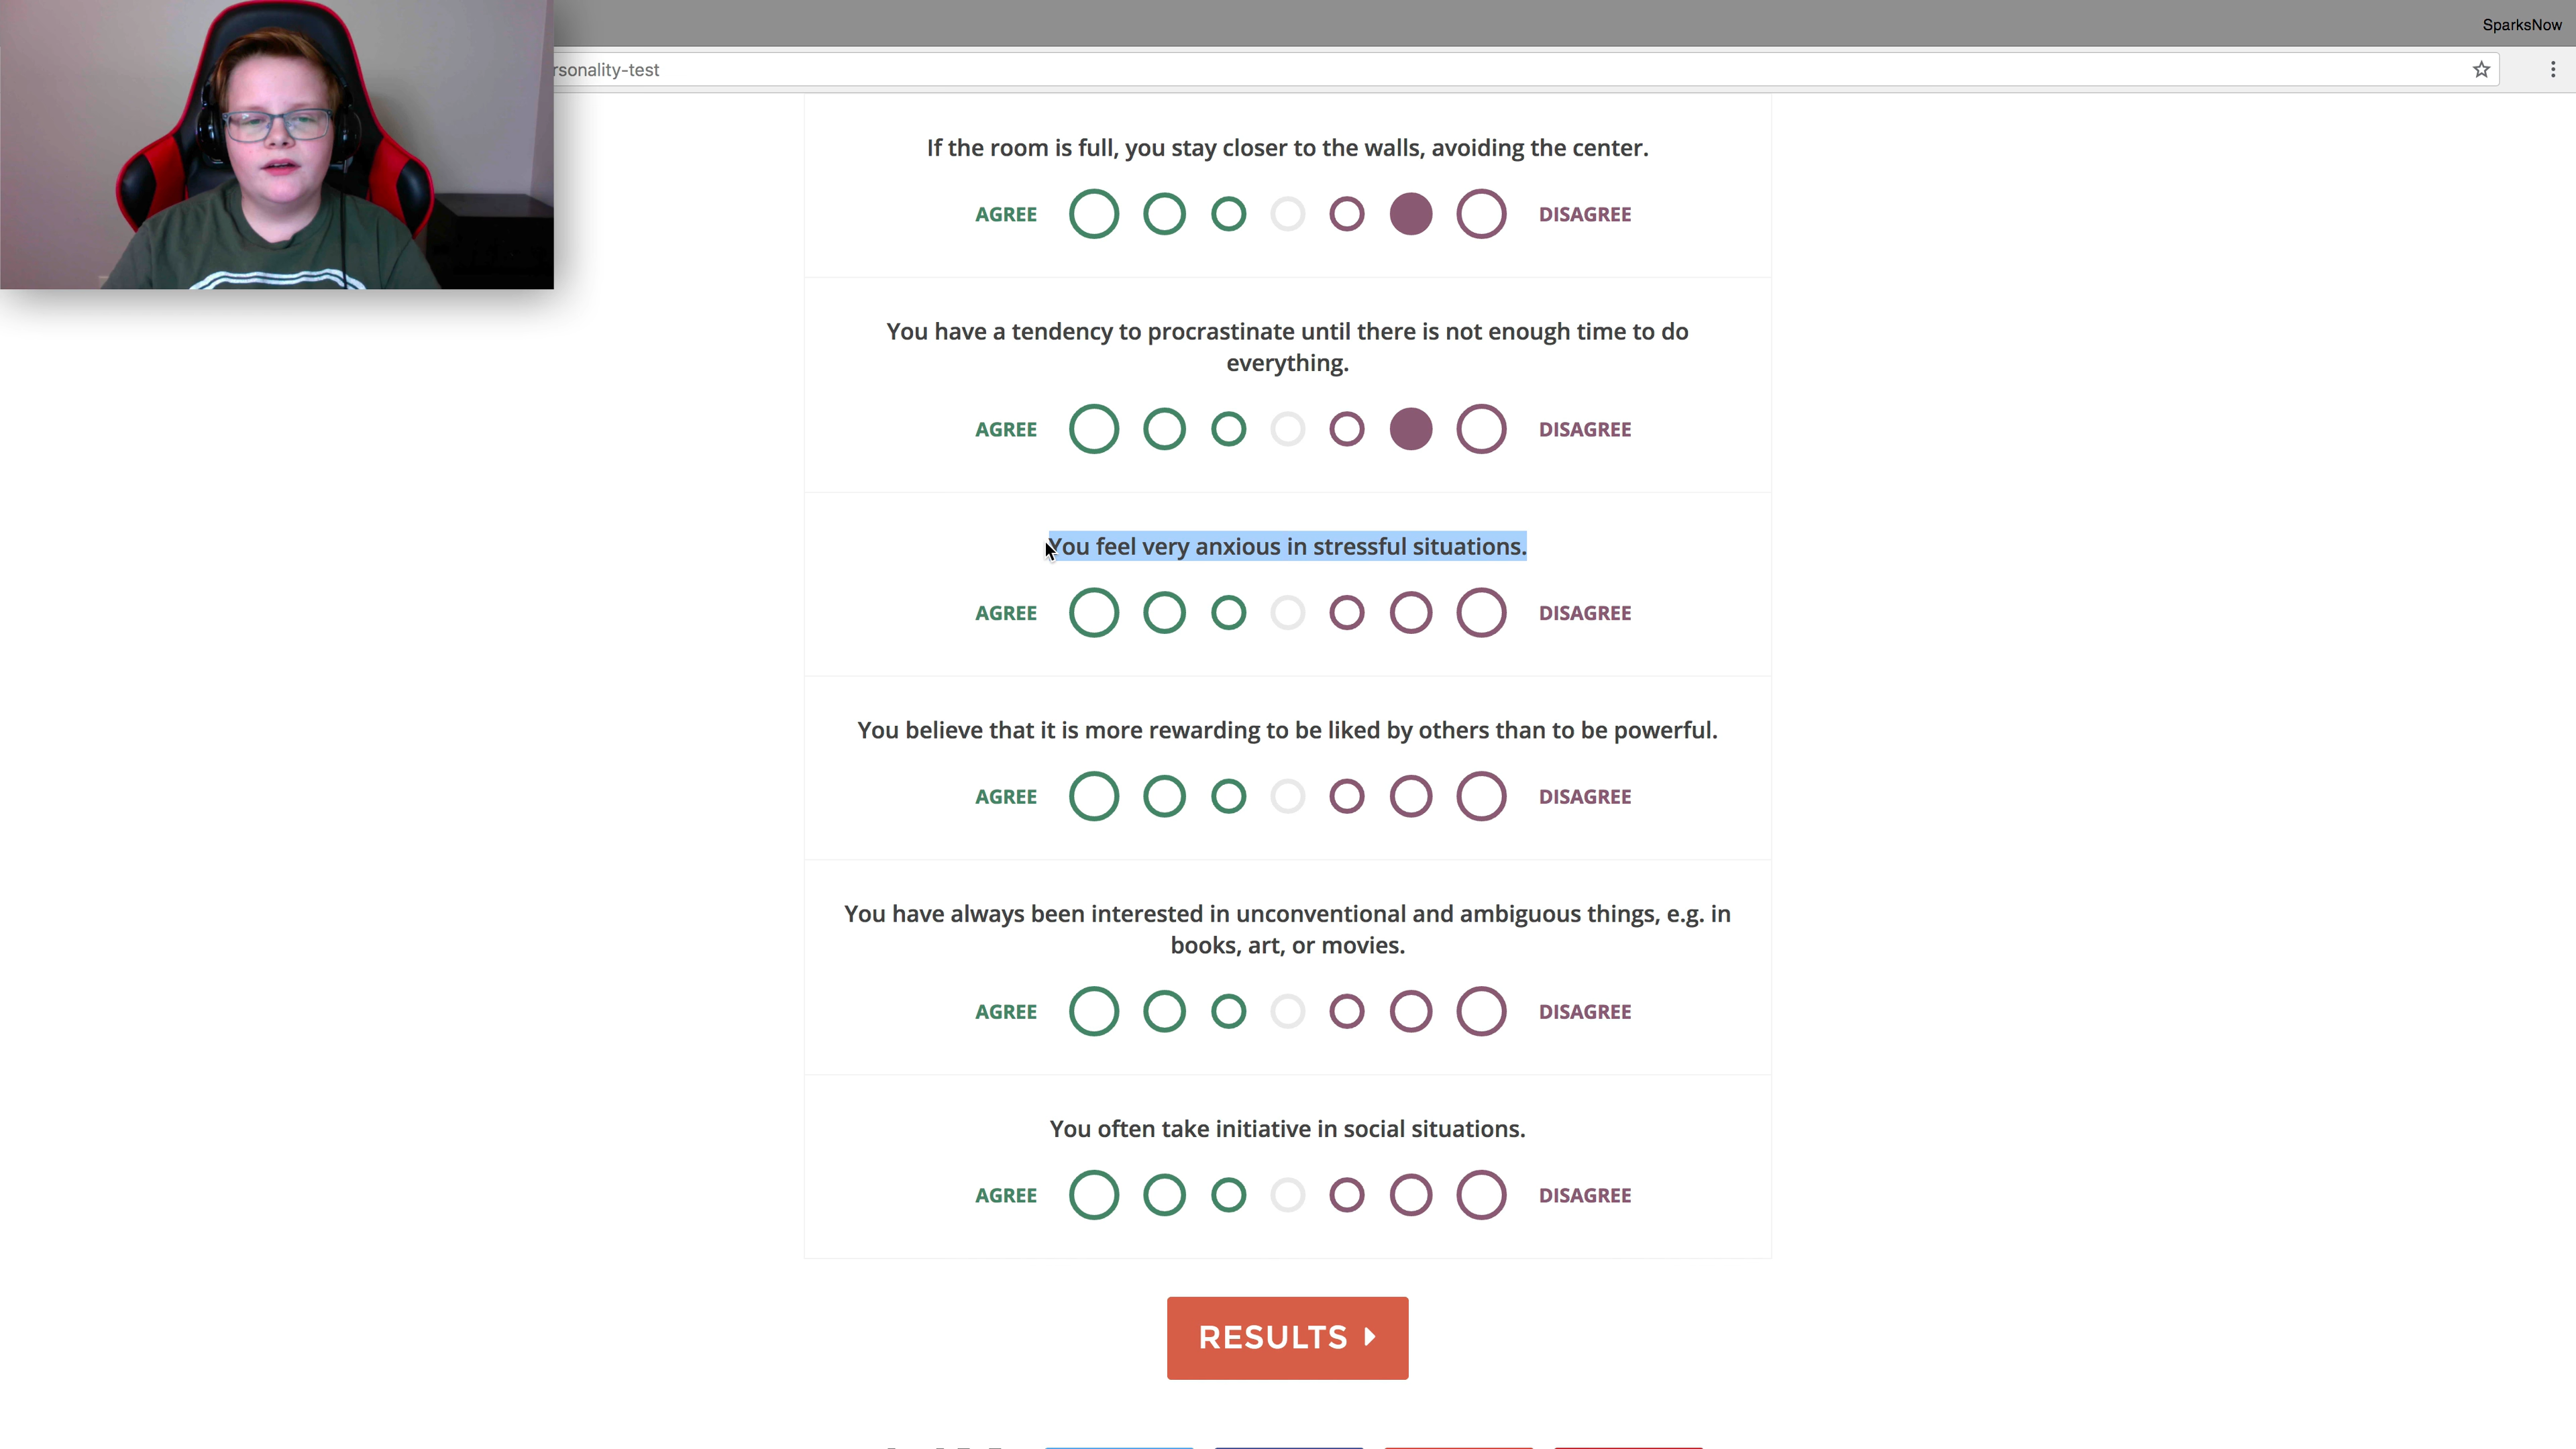 SparksNow
rsonality-test
If the room is full, you stay closer to the walls, avoiding the center.
AGREE DISAGREE
You have a tendency to procrastinate until there is not enough time to do
everything.
AGREE DISAGREE
You feel very anxious in stressful situations.
AGREE DISAGREE
You believe that it is more rewarding to be liked by others than to be powerful.
AGREE DISAGREE
You have always been interested in unconventional and ambiguous things, e.g. in
books, art, or movies.
AGREE DISAGREE
You often take initiative in social situations.
AGREE DISAGREE
RESULTS